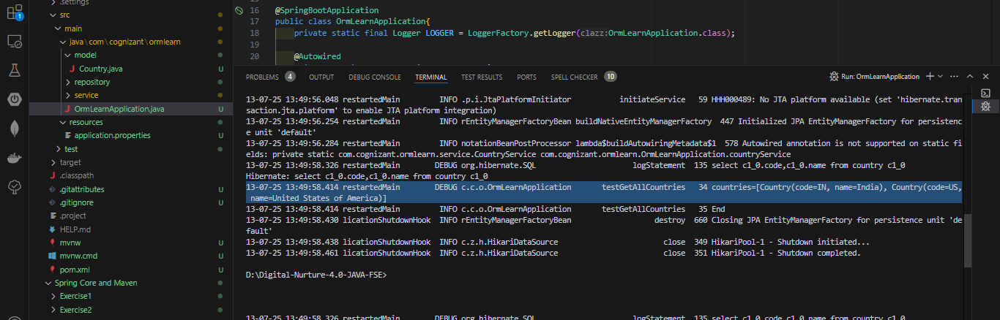 .settings
src
main
java\com\cognizant\ormlearn
model
Country.java U
repository
service
OrmLearnApplication.java U
resources
application.properties U
test
target
.classpath
.gitattributes U
.gitignore U
.project
HELP.md
mvnw U
mvnw.cmd U
pom.xml U
Spring Core and Maven
Exercise1
Exercise2
1
16 @SpringBootApplication
17 public class OrmLearnApplication{
18 private static final Logger LOGGER = LoggerFactory.getLogger(clazz:OrmLearnApplication.class);
19
20 @Autowired
PROBLEMS 4 OUTPUT DEBUG CONSOLE TERMINAL TEST RESULTS PORTS SPELL CHECKER 10 Run: OrmLearnApplication
13-07-25 13:49:56.048 restartedMain INFO .p.i.JtaPlatformInitiator initiateService 59 HHH000489: No JTA platform available (set 'hibernate.tran
saction.jta.platform' to enable JTA platform integration)
13-07-25 13:49:56.254 restartedMain INFO rEntityManagerFactoryBean buildNativeEntityManagerFactory 447 Initialized JPA EntityManagerFactory for persistenc
e unit 'default'
13-07-25 13:49:56.284 restartedMain INFO notationBeanPostProcessor lambda$buildAutowiringMetadata$1 578 Autowired annotation is not supported on static fi
elds: private static com.cognizant.ormlearn.service.CountryService com.cognizant.ormlearn.OrmLearnApplication.countryService
13-07-25 13:49:58.326 restartedMain DEBUG org.hibernate.SQL logStatement 135 select c1_0.code,c1_0.name from country c1_0
Hibernate: select c1_0.code,c1_0.name from country c1_0
13-07-25 13:49:58.414 restartedMain DEBUG c.c.o.OrmLearnApplication testGetAllCountries 34 countries=[Country(code=IN, name=India), Country(code=US,
name=United States of America)]
13-07-25 13:49:58.414 restartedMain INFO c.c.o.OrmLearnApplication testGetAllCountries 35 End
13-07-25 13:49:58.430 licationShutdownHook INFO rEntityManagerFactoryBean destroy 660 Closing JPA EntityManagerFactory for persistence unit 'de
fault'
13-07-25 13:49:58.438 licationShutdownHook INFO c.z.h.HikariDataSource close 349 HikariPool-1 - Shutdown initiated...
13-07-25 13:49:58.461 licationShutdownHook INFO c.z.h.HikariDataSource close 351 HikariPool-1 - Shutdown completed.
D:\Digital-Nurture-4.0-JAVA-FSE>
13-07-25 13:49:58.326 restartedMain DEBUG org.hibernate.SQL logStatement 135 select c1_0.code,c1_0.name from country c1_0